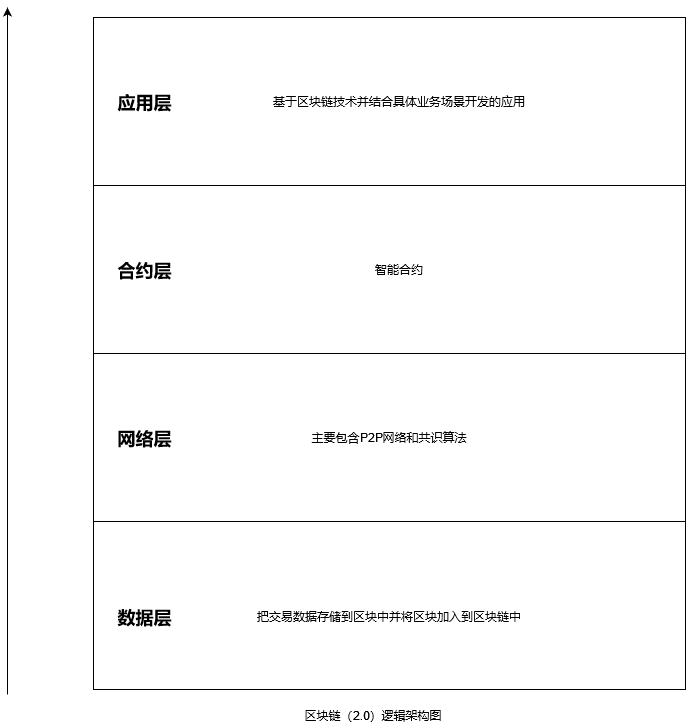 应用层
基于区块链技术并结合具体业务场景开发的应用
合约层
智能合约
网络层
主要包含P2P网络和共识算法
数据层
把交易数据存储到区块中并将区块加入到区块链中
区块链（2.0）逻辑架构图